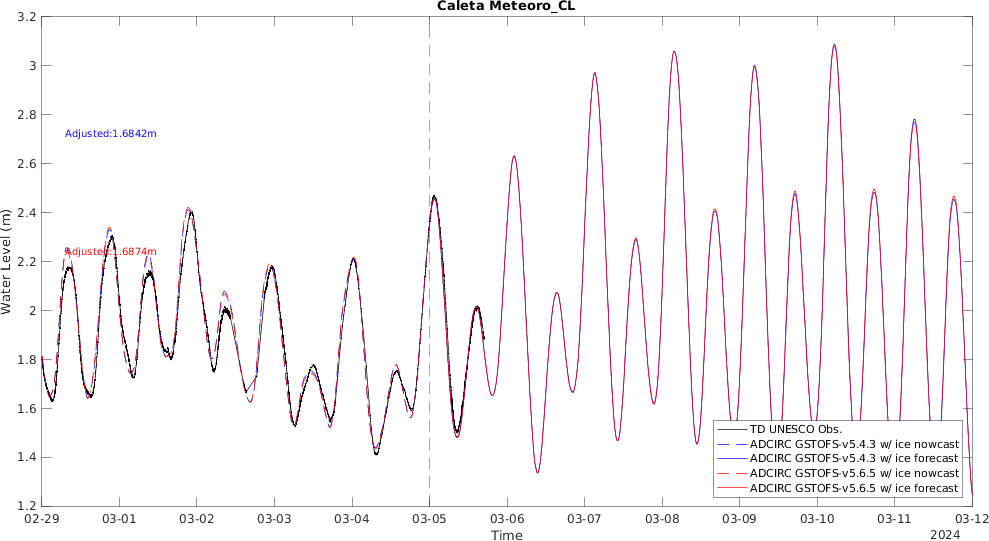 Caleta Meteoro_CL
3.2
3
2.8
2.6
2.4
2.2
2
1.8
1.6
1.4
1.2
Water Level (m)
Adjusted:1.6842m
Adjusted:1.6874m
TD UNESCO Obs.
ADCIRC GSTOFS-v5.4.3 w/ ice nowcast
ADCIRC GSTOFS-v5.4.3 w/ ice forecast
ADCIRC GSTOFS-v5.6.5 w/ ice nowcast
ADCIRC GSTOFS-v5.6.5 w/ ice forecast
02-29 03-01 03-02 03-03 03-04 03-05 03-06 03-07 03-08 03-09 03-10 03-11 03-12
Time
2024